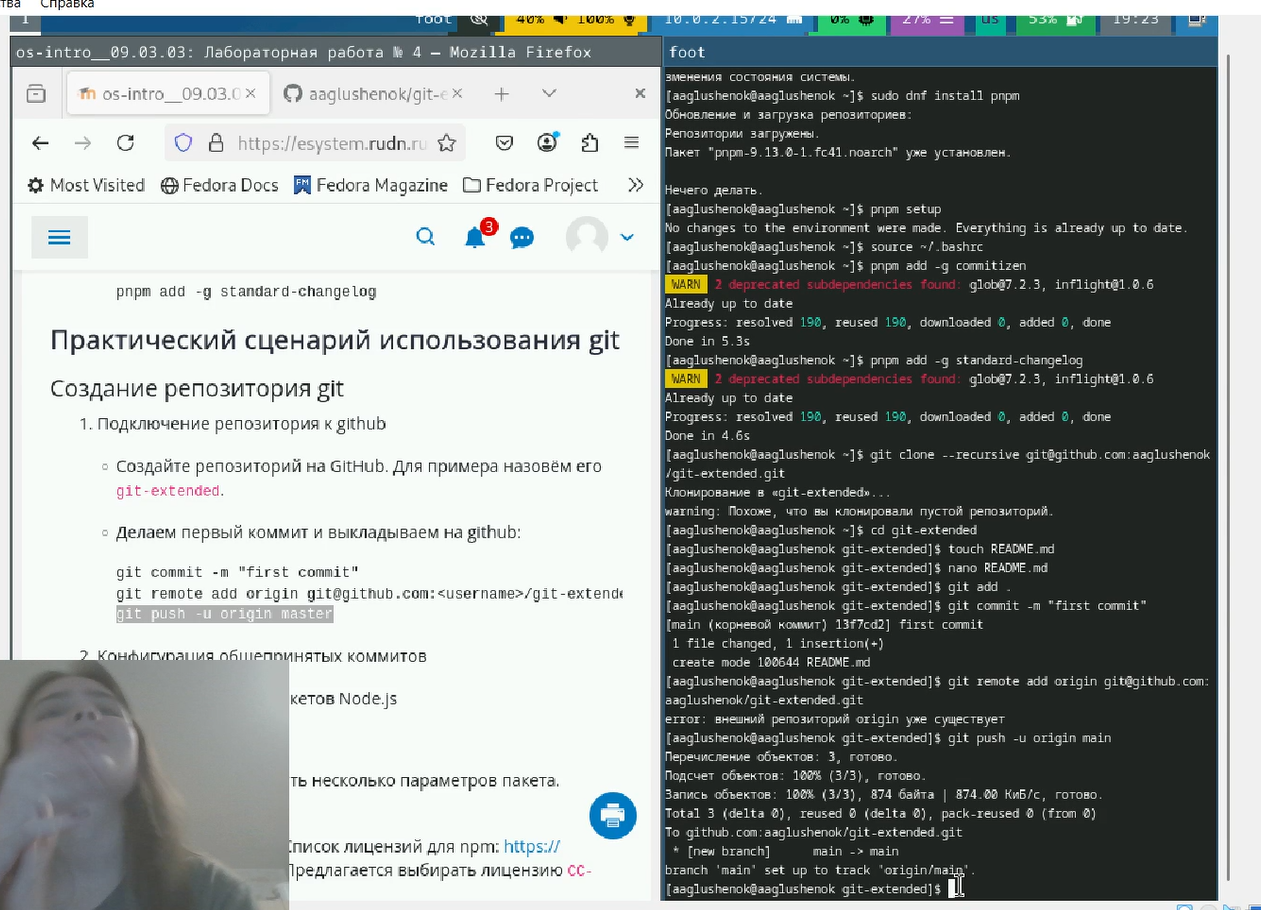 ства Справка
1 foot 40% 100% 10.0.2.15/24 0% 27% us 53% 19:23
os-intro__09.03.03: Лабораторная работа № 4 — Mozilla Firefox
os-intro__09.03.0 × aaglushenok/git-e ×
https://esystem.rudn.ru
Most Visited Fedora Docs Fedora Magazine Fedora Project
3
pnpm add -g standard-changelog
Практический сценарий использования git
Создание репозитория git
1. Подключение репозитория к github
Создайте репозиторий на GitHub. Для примера назовём его
git-extended.
Делаем первый коммит и выкладываем на github:
git commit -m "first commit"
git remote add origin git@github.com:<username>/git-extende
git push -u origin master
2. Конфигурация общепринятых коммитов
кетов Node.js
ть несколько параметров пакета.
Список лицензий для npm: https://
Предлагается выбирать лицензию CC-
foot
зменения состояния системы.
[aaglushenok@aaglushenok ~]$ sudo dnf install pnpm
Обновление и загрузка репозиториев:
Репозитории загружены.
Пакет "pnpm-9.13.0-1.fc41.noarch" уже установлен.
Нечего делать.
[aaglushenok@aaglushenok ~]$ pnpm setup
No changes to the environment were made. Everything is already up to date.
[aaglushenok@aaglushenok ~]$ source ~/.bashrc
[aaglushenok@aaglushenok ~]$ pnpm add -g commitizen
WARN 2 deprecated subdependencies found: glob@7.2.3, inflight@1.0.6
Already up to date
Progress: resolved 190, reused 190, downloaded 0, added 0, done
Done in 5.3s
[aaglushenok@aaglushenok ~]$ pnpm add -g standard-changelog
WARN 2 deprecated subdependencies found: glob@7.2.3, inflight@1.0.6
Already up to date
Progress: resolved 190, reused 190, downloaded 0, added 0, done
Done in 4.6s
[aaglushenok@aaglushenok ~]$ git clone --recursive git@github.com:aaglushenok
/git-extended.git
Клонирование в «git-extended»...
warning: Похоже, что вы клонировали пустой репозиторий.
[aaglushenok@aaglushenok ~]$ cd git-extended
[aaglushenok@aaglushenok git-extended]$ touch README.md
[aaglushenok@aaglushenok git-extended]$ nano README.md
[aaglushenok@aaglushenok git-extended]$ git add .
[aaglushenok@aaglushenok git-extended]$ git commit -m "first commit"
[main (корневой коммит) 13f7cd2] first commit
1 file changed, 1 insertion(+)
create mode 100644 README.md
[aaglushenok@aaglushenok git-extended]$ git remote add origin git@github.com:
aaglushenok/git-extended.git
error: внешний репозиторий origin уже существует
[aaglushenok@aaglushenok git-extended]$ git push -u origin main
Перечисление объектов: 3, готово.
Подсчет объектов: 100% (3/3), готово.
Запись объектов: 100% (3/3), 874 байта | 874.00 КиБ/с, готово.
Total 3 (delta 0), reused 0 (delta 0), pack-reused 0 (from 0)
To github.com:aaglushenok/git-extended.git
* [new branch] main -> main
branch 'main' set up to track 'origin/main'.
[aaglushenok@aaglushenok git-extended]$